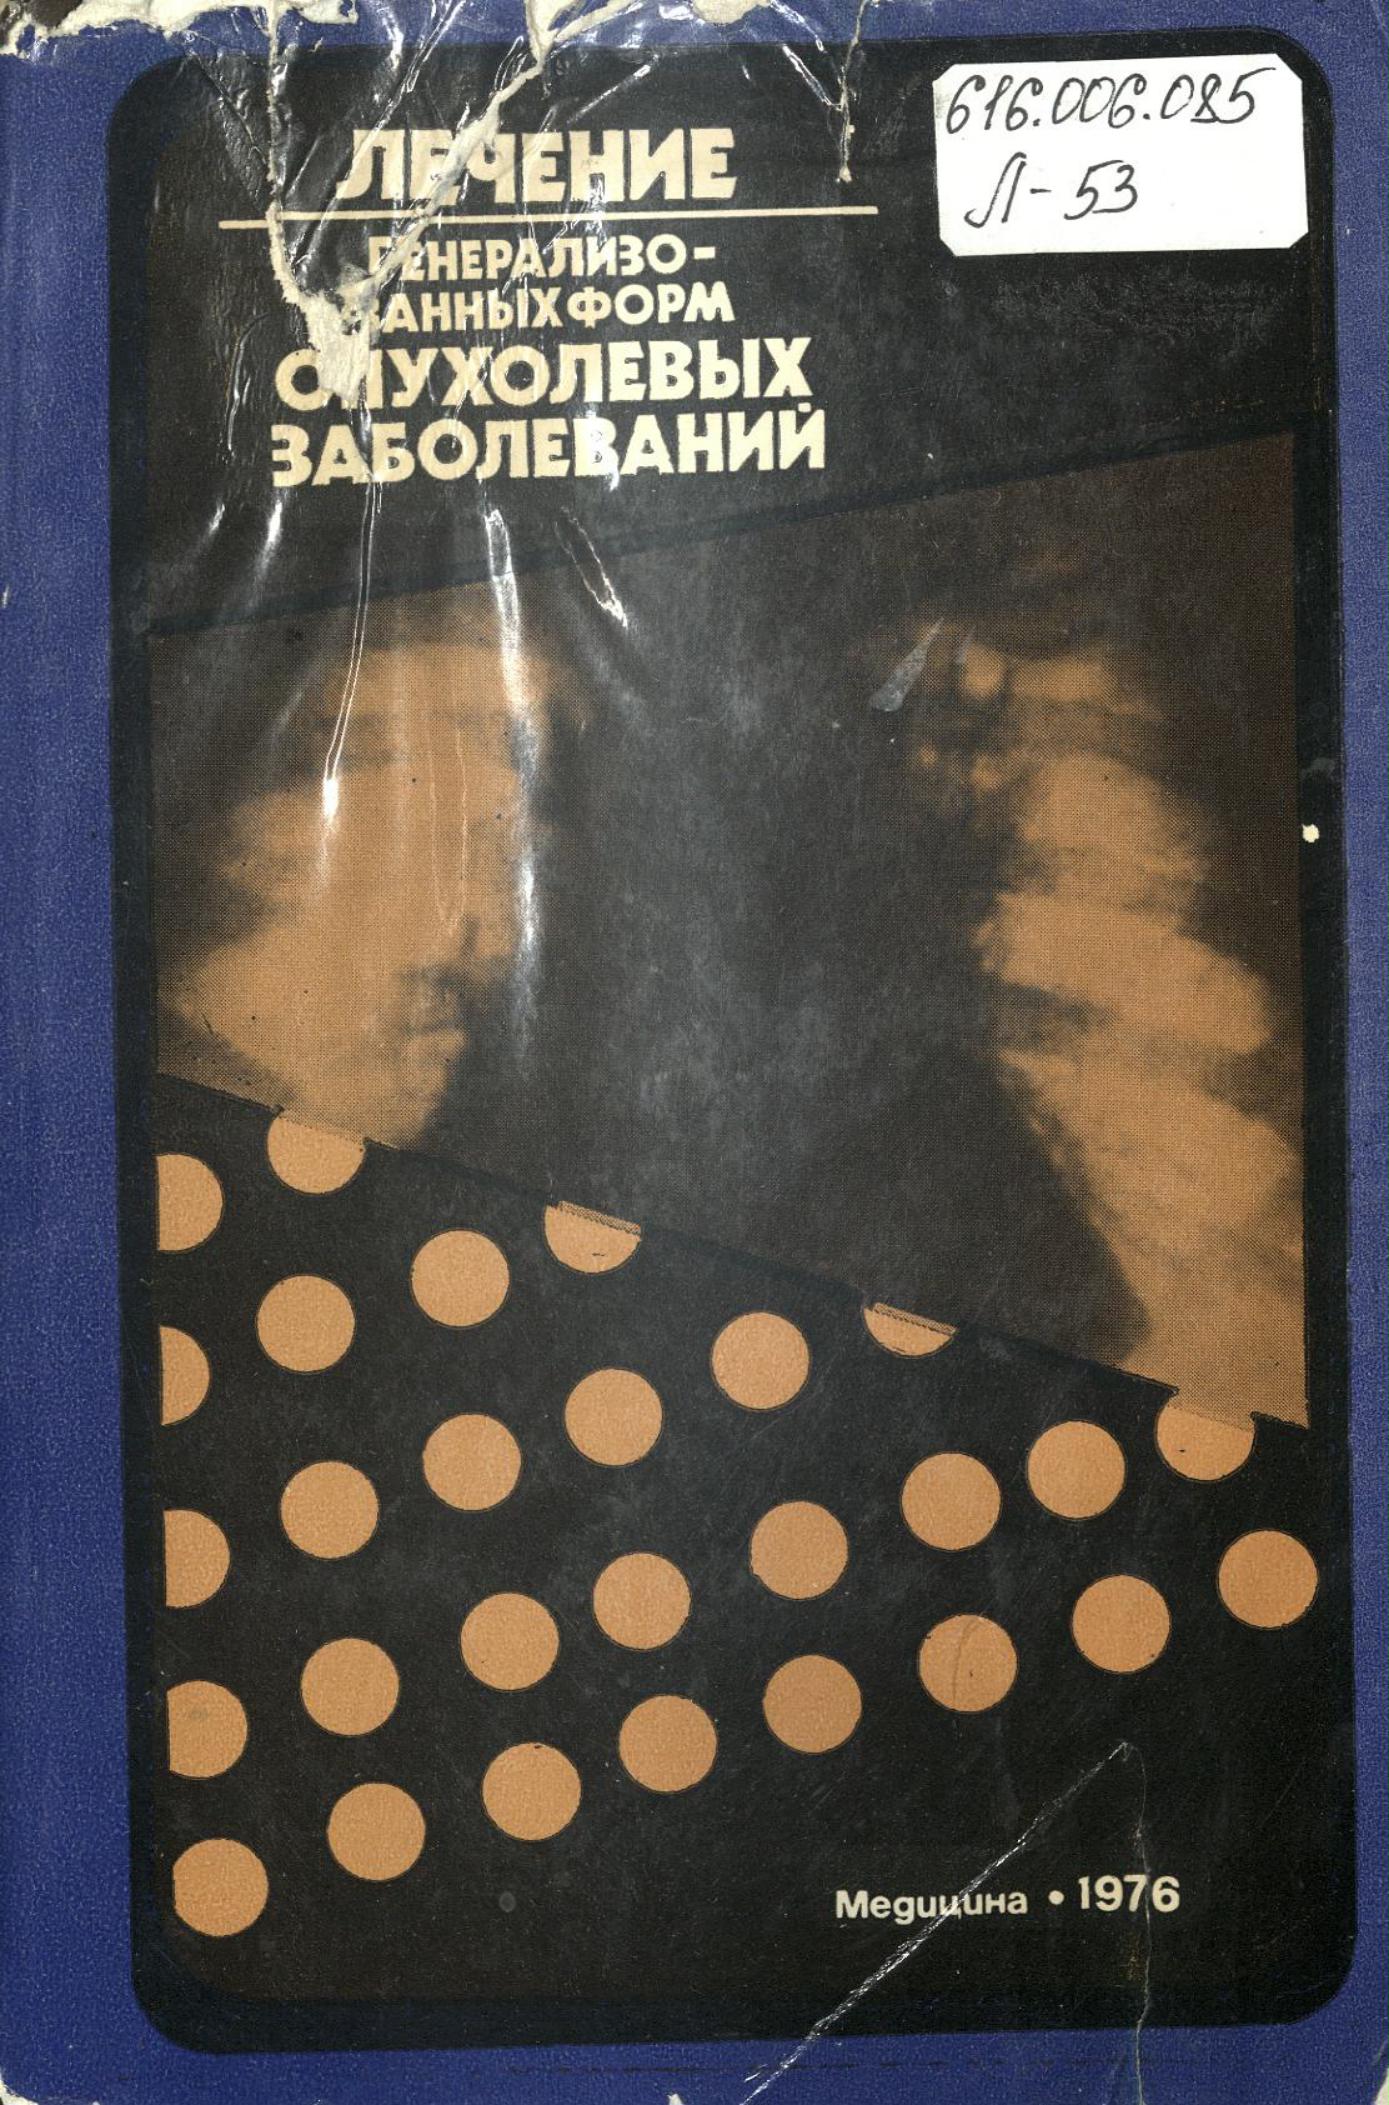 616.006.085
Л-53
ЛЕЧЕНИЕ
ГЕНЕРАЛИЗО-
ВАННЫХ ФОРМ
ОПУХОЛЕВЫХ
ЗАБОЛЕВАНИЙ
Медицина • 1976